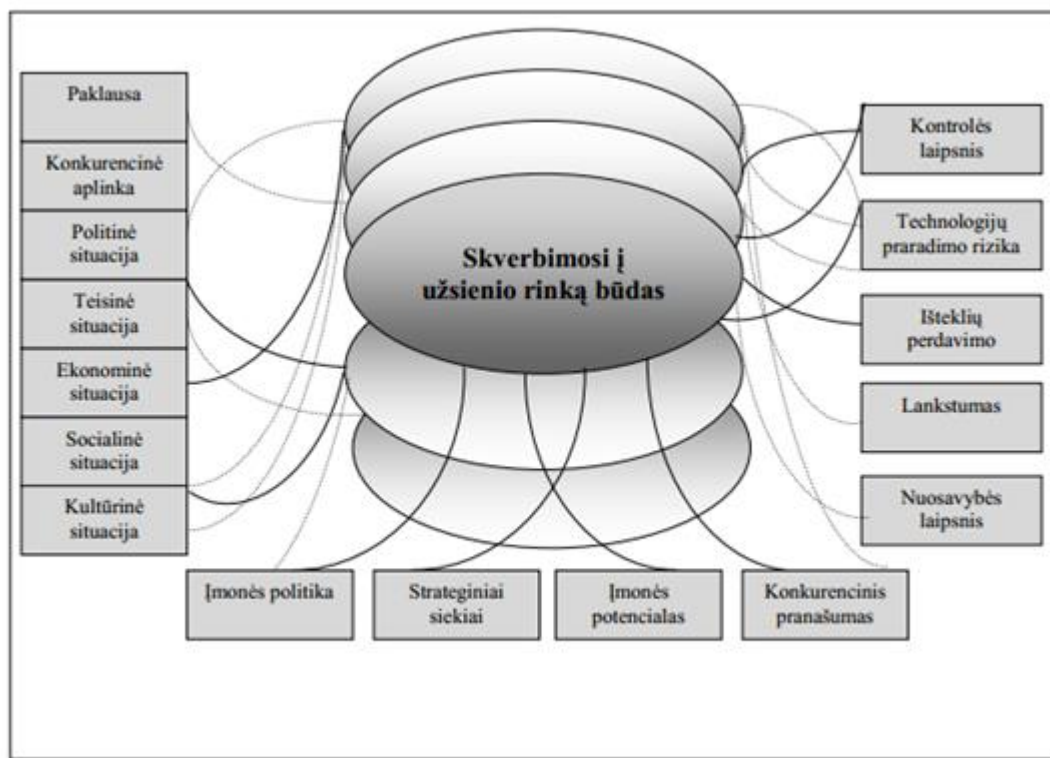 Paklausa
Konkurencinė
aplinka
Politinė
situacija
Teisinė
situacija
Ekonominė
situacija
Socialinė
situacija
Kultūrinė
situacija
Skverbimosi į
užsienio rinką būdas
Kontrolės
laipsnis
Technologijų
praradimo rizika
Išteklių
perdavimo
Lankstumas
Nuosavybės
laipsnis
Įmonės politika
Strateginiai
siekiai
Įmonės
potencialas
Konkurencinis
pranašumas